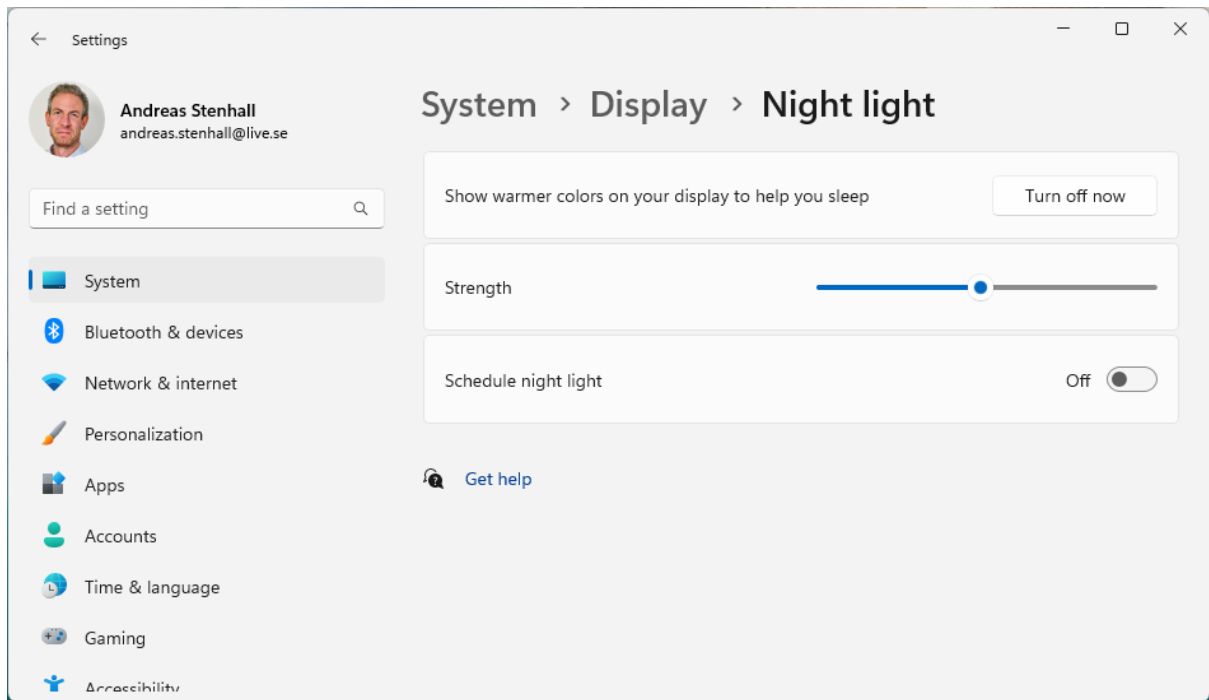 Settings
Andreas Stenhall
andreas.stenhall@live.se
Find a setting
System
Bluetooth & devices
Network & internet
Personalization
Apps
Accounts
Time & language
Gaming
Accessibility
System › Display › Night light
Show warmer colors on your display to help you sleep
Turn off now
Strength
Schedule night light
Off
Get help